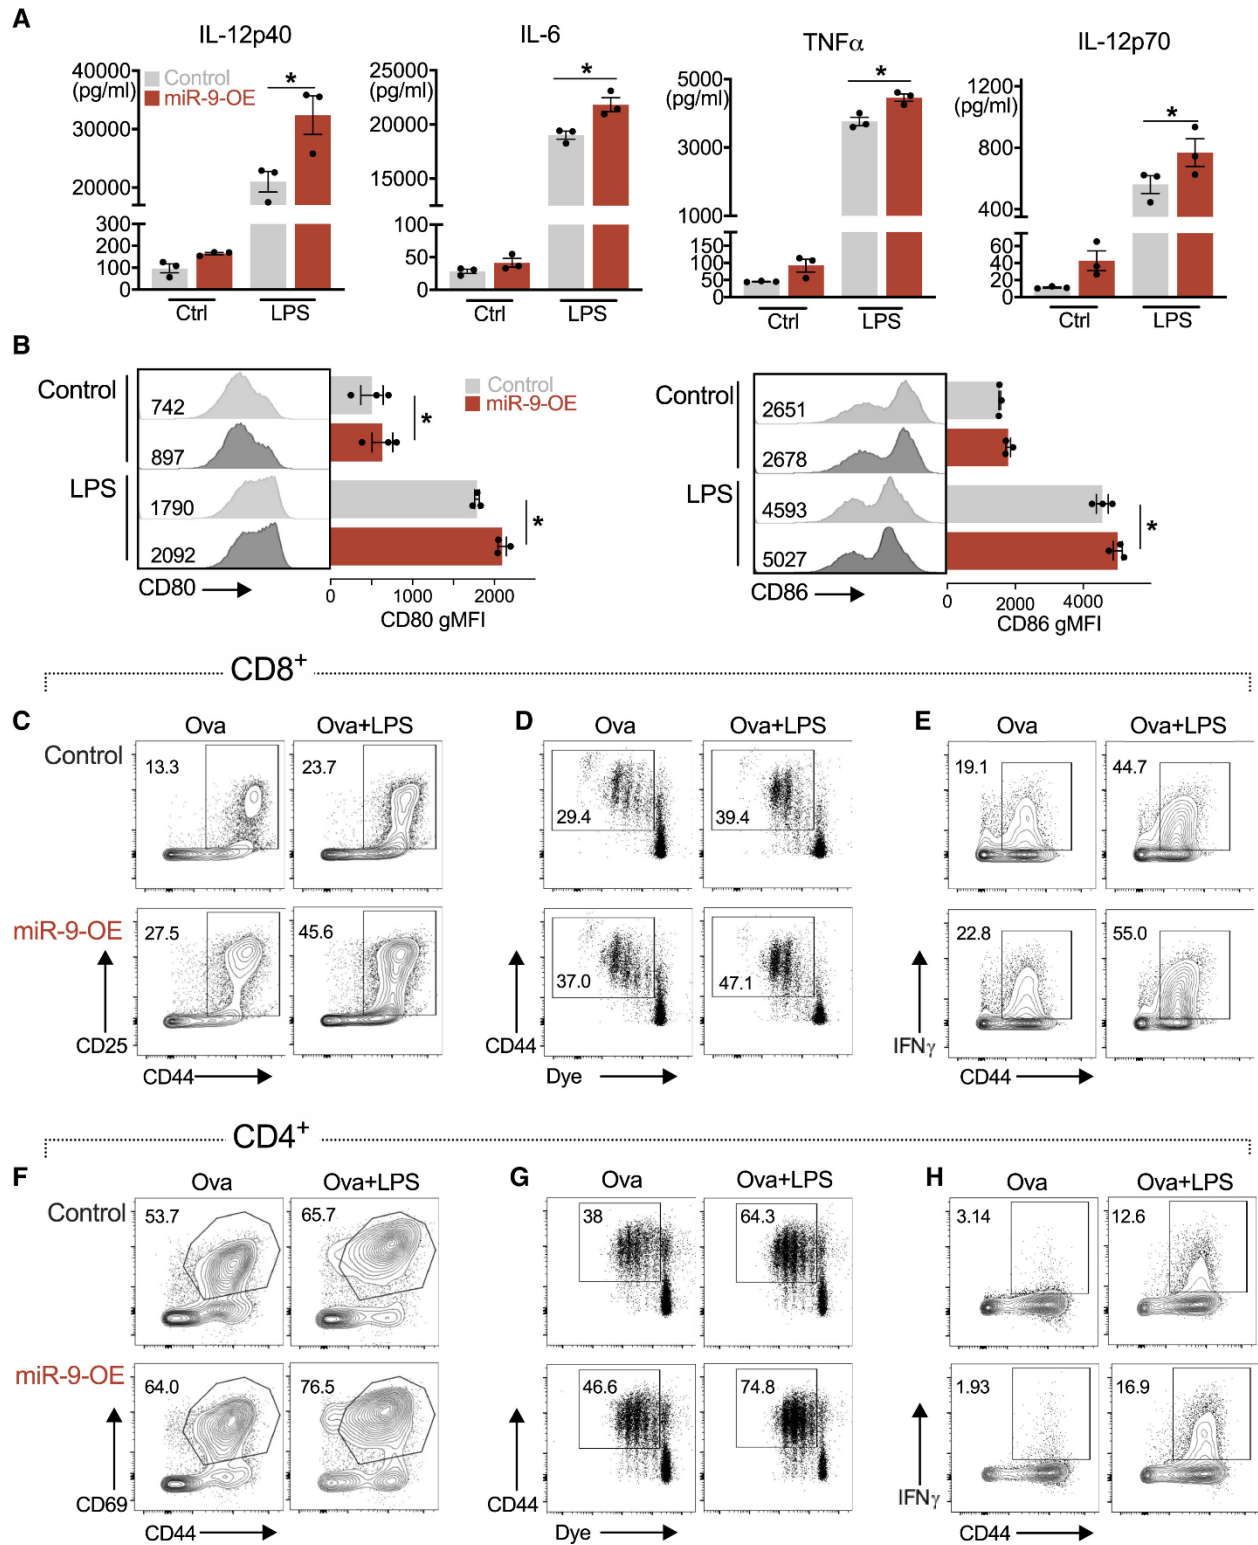 A
IL-12p40
IL-6
TNFα
IL-12p70
40000
(pg/ml)
30000
20000
300
200
100
0
Control
miR-9-OE
*
Ctrl
LPS
25000
(pg/ml)
20000
15000
100
50
0
*
Ctrl
LPS
5000
(pg/ml)
3000
1000
150
100
50
0
*
Ctrl
LPS
1200
(pg/ml)
800
400
60
40
20
0
*
Ctrl
LPS
B
Control
LPS
742
897
1790
2092
CD80
0
1000
2000
CD80 gMFI
*
*
Control
miR-9-OE
Control
LPS
2651
2678
4593
5027
CD86
0
2000
4000
CD86 gMFI
*
CD8+
C
Ova
Ova+LPS
Control
13.3
23.7
miR-9-OE
27.5
45.6
CD25
CD44
D
Ova
Ova+LPS
29.4
39.4
37.0
47.1
CD44
Dye
E
Ova
Ova+LPS
19.1
44.7
22.8
55.0
IFNγ
CD44
CD4+
F
Ova
Ova+LPS
Control
53.7
65.7
miR-9-OE
64.0
76.5
CD69
CD44
G
Ova
Ova+LPS
38
64.3
46.6
74.8
CD44
Dye
H
Ova
Ova+LPS
3.14
12.6
1.93
16.9
IFNγ
CD44